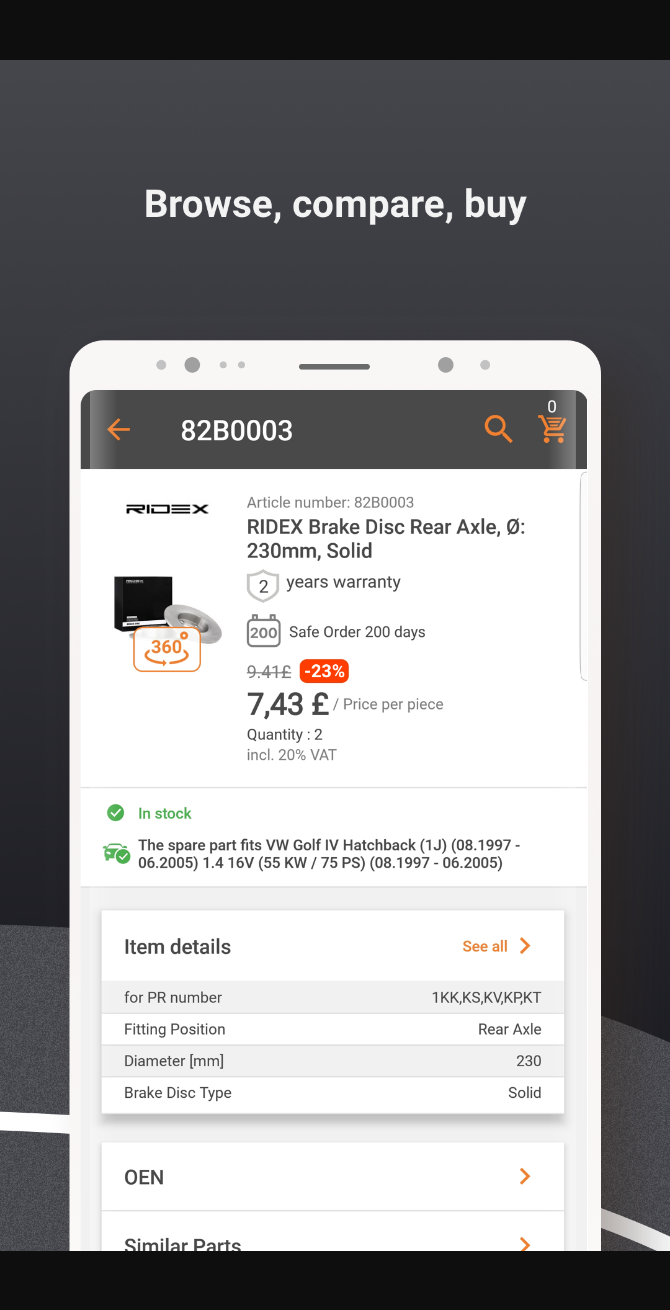 Browse, compare, buy
0
82B0003
RIDEX
Article number: 82B0003
RIDEX Brake Disc Rear Axle, Ø:
230mm, Solid
2 years warranty
200 Safe Order 200 days
360°
9.41£ -23%
7,43 £ / Price per piece
Quantity : 2
incl. 20% VAT
In stock
The spare part fits VW Golf IV Hatchback (1J) (08.1997 -
06.2005) 1.4 16V (55 KW / 75 PS) (08.1997 - 06.2005)
Item details See all
for PR number 1KK,KS,KV,KP,KT
Fitting Position Rear Axle
Diameter [mm] 230
Brake Disc Type Solid
OEN
Similar Parts